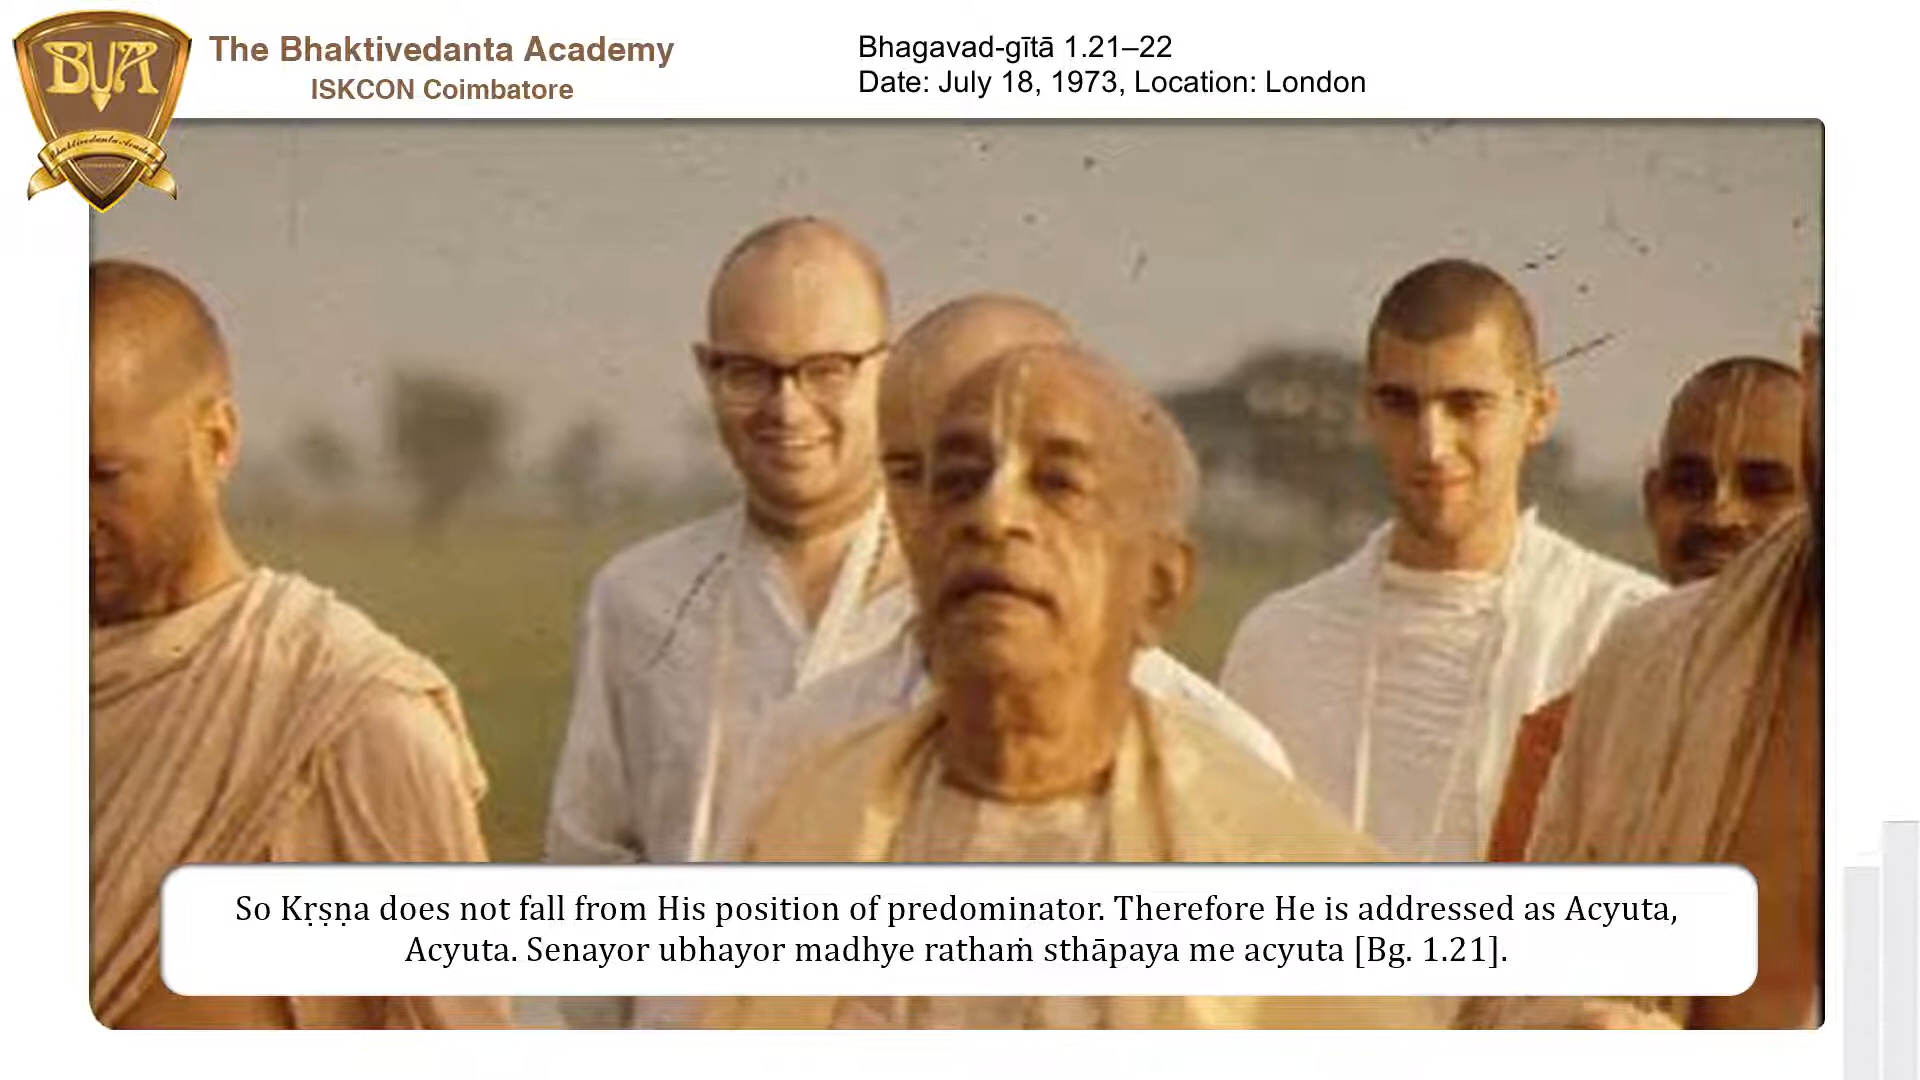 BVA
The Bhaktivedanta Academy
ISKCON Coimbatore
Bhagavad-gītā 1.21–22
Date: July 18, 1973, Location: London
Bhaktivedanta Academy
So Kṛṣṇa does not fall from His position of predominator. Therefore He is addressed as Acyuta,
Acyuta. Senayor ubhayor madhye rathaṁ sthāpaya me acyuta [Bg. 1.21].